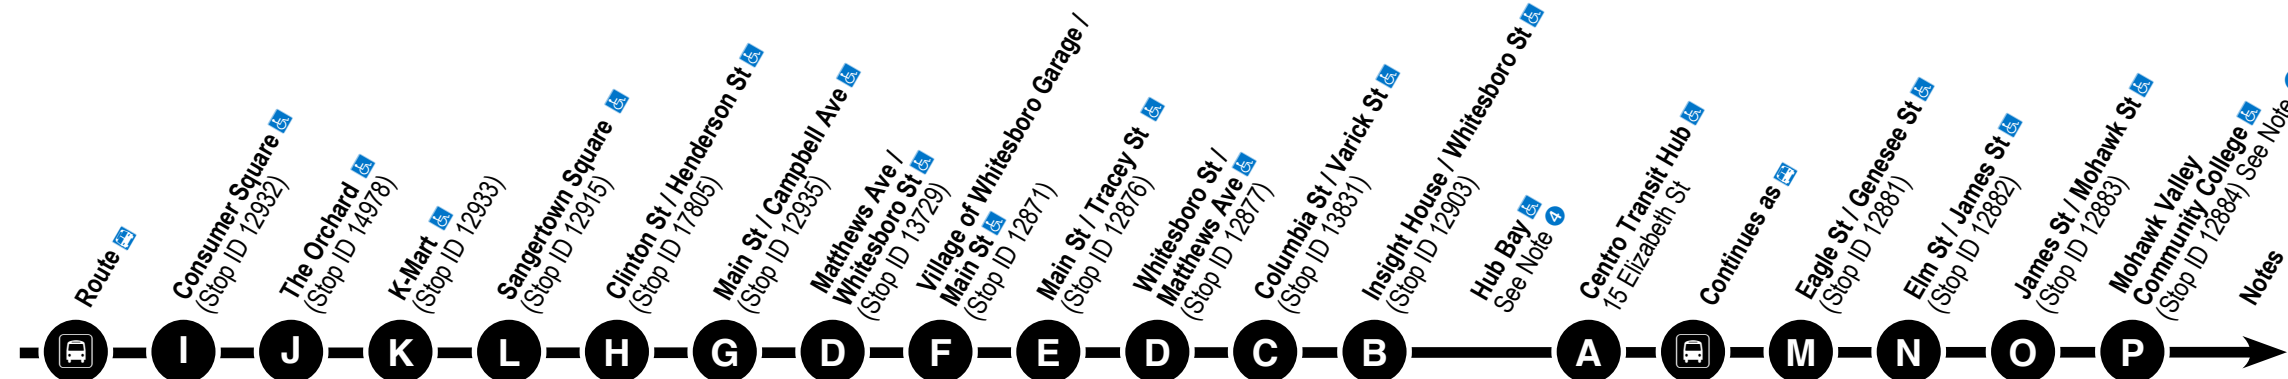 Route
Consumer Square
(Stop ID 12932)
The Orchard
(Stop ID 14978)
K-Mart
(Stop ID 12933)
Sangertown Square
(Stop ID 12915)
Clinton St / Henderson St
(Stop ID 17805)
Main St / Campbell Ave
(Stop ID 12935)
Matthews Ave /
Whitesboro St
(Stop ID 13729)
Village of Whitesboro Garage /
Main St
(Stop ID 12871)
Main St / Tracey St
(Stop ID 12876)
Whitesboro St /
Matthews Ave
(Stop ID 12877)
Columbia St / Varick St
(Stop ID 13831)
Insight House / Whitesboro St
(Stop ID 12903)
Hub Bay
See Note 4
Centro Transit Hub
15 Elizabeth St
Continues as
Eagle St / Genesee St
(Stop ID 12881)
Elm St / James St
(Stop ID 12882)
James St / Mohawk St
(Stop ID 12883)
Mohawk Valley
Community College
(Stop ID 12884) See Note
Notes
I J K L H G D F E D C B A M N O P